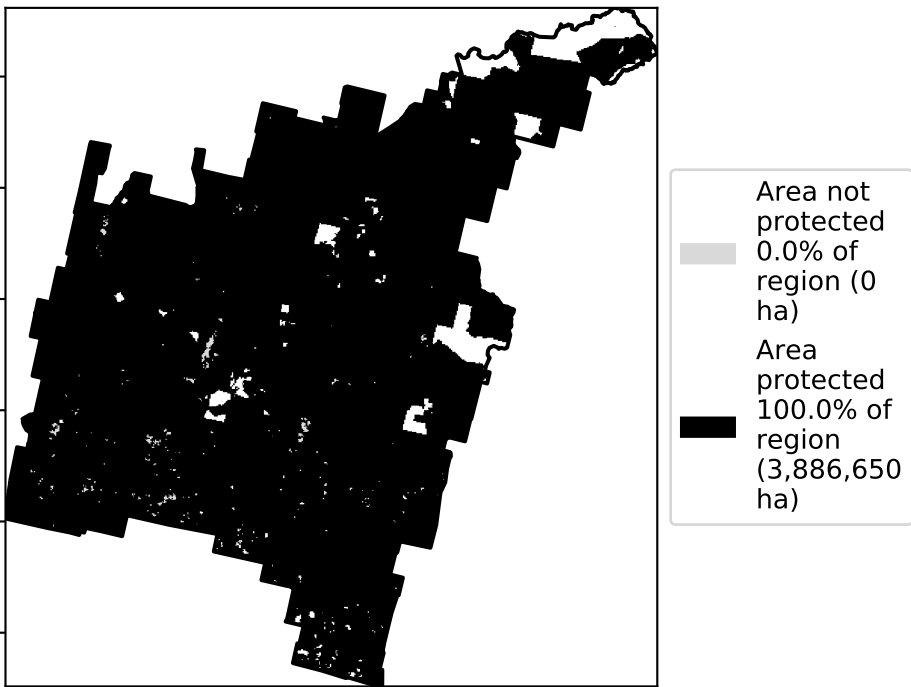 Area not
protected
0.0% of
region (0
ha)
Area
protected
100.0% of
region
(3,886,650
ha)